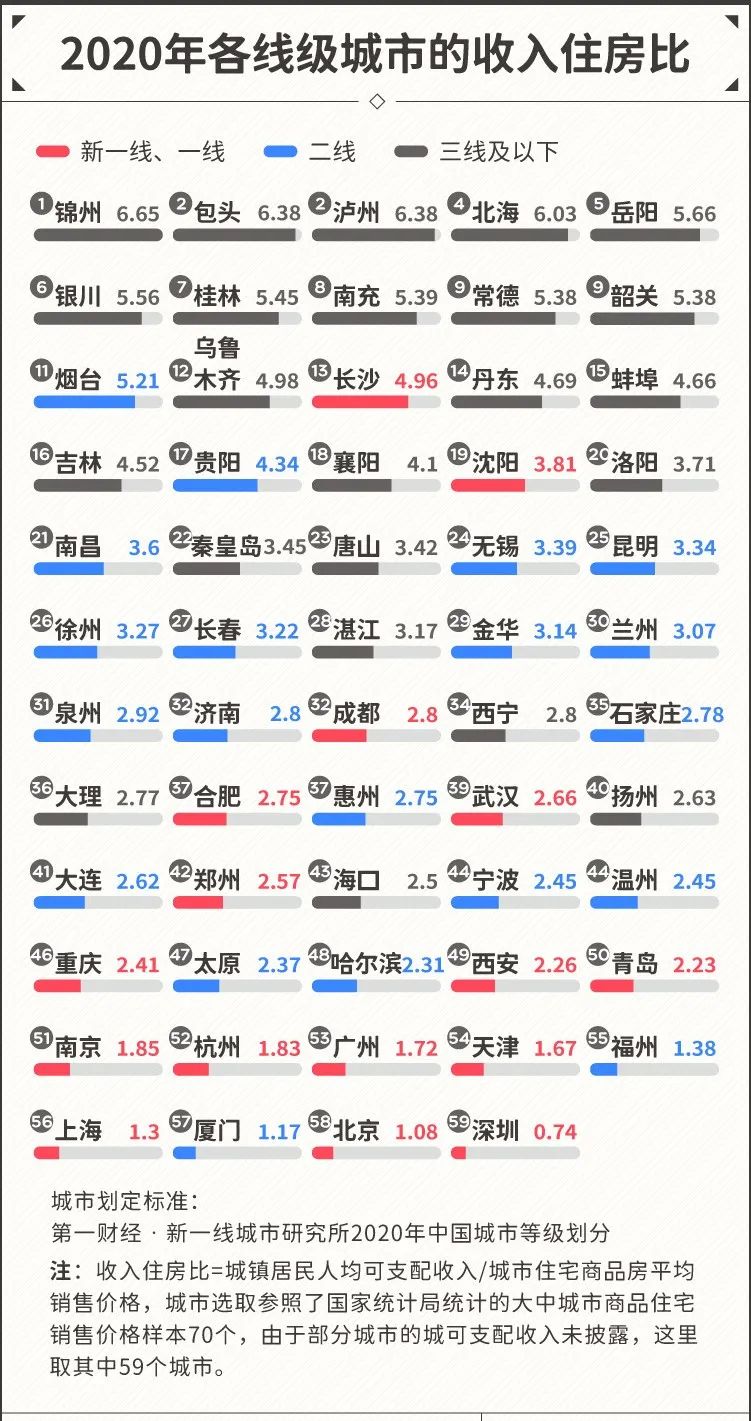 2020年各线级城市的收入住房比
新一线、一线 二线 三线及以下
1 锦州 6.65 2 包头 6.38 2 泸州 6.38 4 北海 6.03 5 岳阳 5.66
6 银川 5.56 7 桂林 5.45 8 南充 5.39 9 常德 5.38 9 韶关 5.38
乌鲁
11 烟台 5.21 12 木齐 4.98 13 长沙 4.96 14 丹东 4.69 15 蚌埠 4.66
16 吉林 4.52 17 贵阳 4.34 18 襄阳 4.1 19 沈阳 3.81 20 洛阳 3.71
21 南昌 3.6 22 秦皇岛 3.45 23 唐山 3.42 24 无锡 3.39 25 昆明 3.34
26 徐州 3.27 27 长春 3.22 28 湛江 3.17 29 金华 3.14 30 兰州 3.07
31 泉州 2.92 32 济南 2.8 32 成都 2.8 34 西宁 2.8 35 石家庄 2.78
36 大理 2.77 37 合肥 2.75 37 惠州 2.75 39 武汉 2.66 40 扬州 2.63
41 大连 2.62 42 郑州 2.57 43 海口 2.5 44 宁波 2.45 44 温州 2.45
46 重庆 2.41 47 太原 2.37 48 哈尔滨 2.31 49 西安 2.26 50 青岛 2.23
51 南京 1.85 52 杭州 1.83 53 广州 1.72 54 天津 1.67 55 福州 1.38
56 上海 1.3 57 厦门 1.17 58 北京 1.08 59 深圳 0.74
城市划定标准：
第一财经·新一线城市研究所2020年中国城市等级划分
注：收入住房比=城镇居民人均可支配收入/城市住宅商品房平均
销售价格，城市选取参照了国家统计局统计的大中城市商品住宅
销售价格样本70个，由于部分城市的城可支配收入未披露，这里
取其中59个城市。